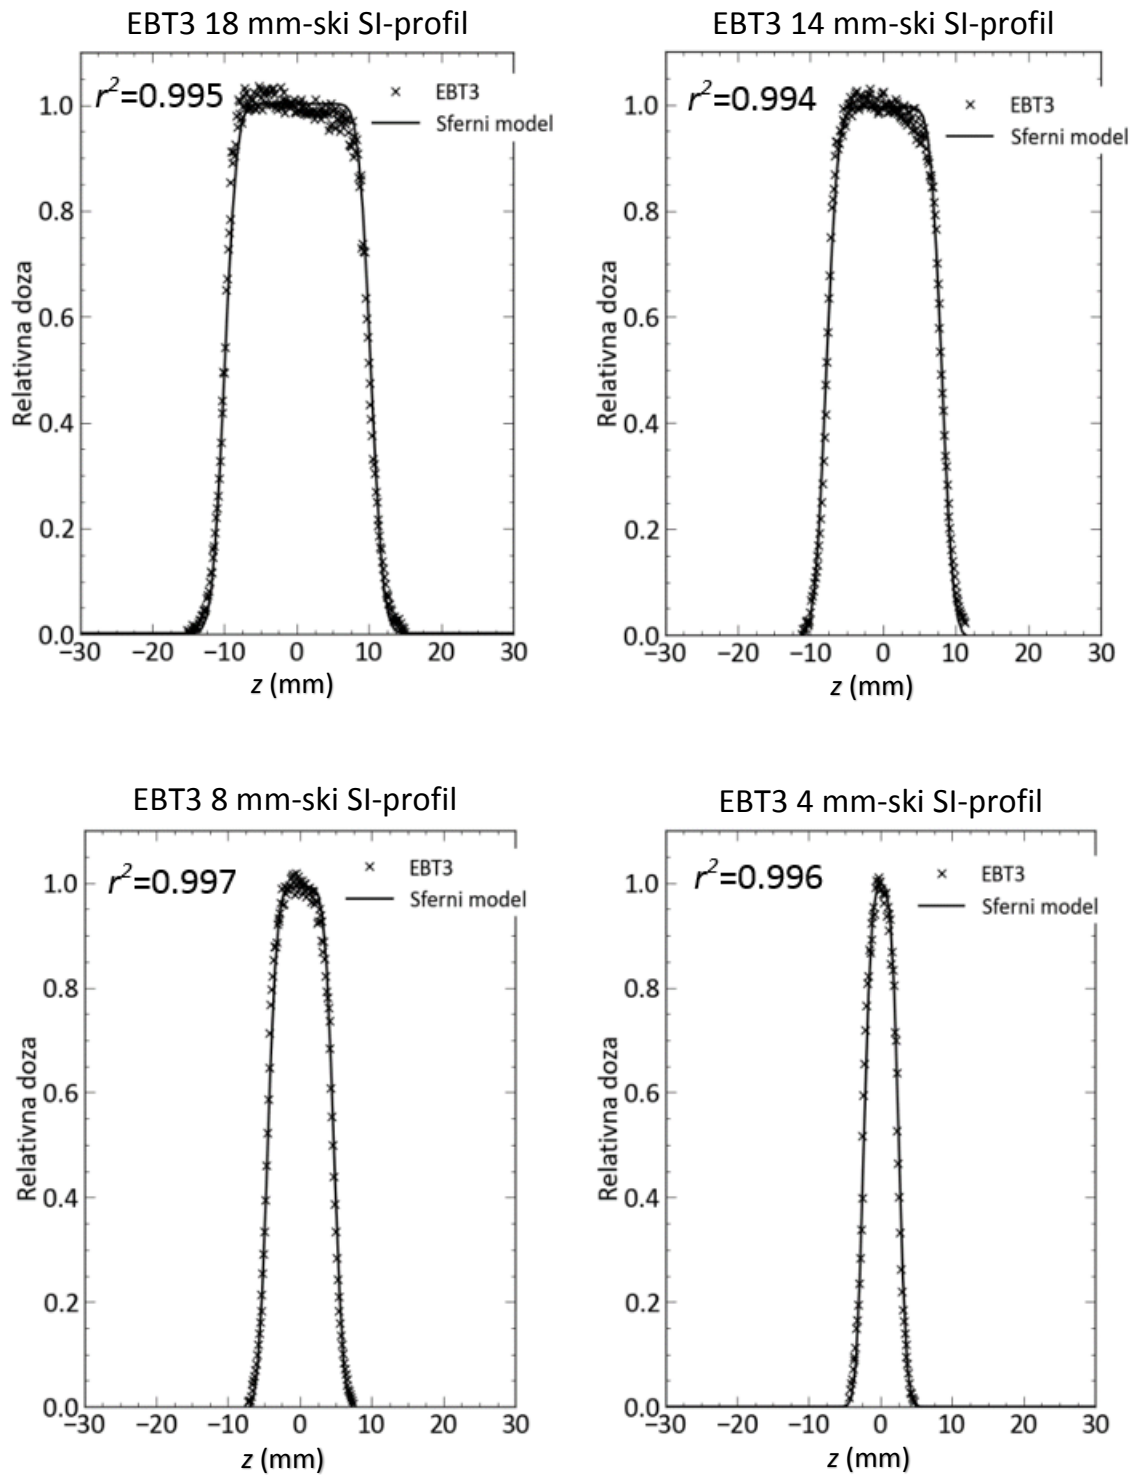 EBT3 18 mm-ski SI-profil
r²=0.995
× EBT3
Sferni model
Relativna doza
1.0
0.8
0.6
0.4
0.2
0.0
−30 −20 −10 0 10 20 30
z (mm)
EBT3 14 mm-ski SI-profil
r²=0.994
× EBT3
Sferni model
Relativna doza
1.0
0.8
0.6
0.4
0.2
0.0
−30 −20 −10 0 10 20 30
z (mm)
EBT3 8 mm-ski SI-profil
r²=0.997
× EBT3
Sferni model
Relativna doza
1.0
0.8
0.6
0.4
0.2
0.0
−30 −20 −10 0 10 20 30
z (mm)
EBT3 4 mm-ski SI-profil
r²=0.996
× EBT3
Sferni model
Relativna doza
1.0
0.8
0.6
0.4
0.2
0.0
−30 −20 −10 0 10 20 30
z (mm)